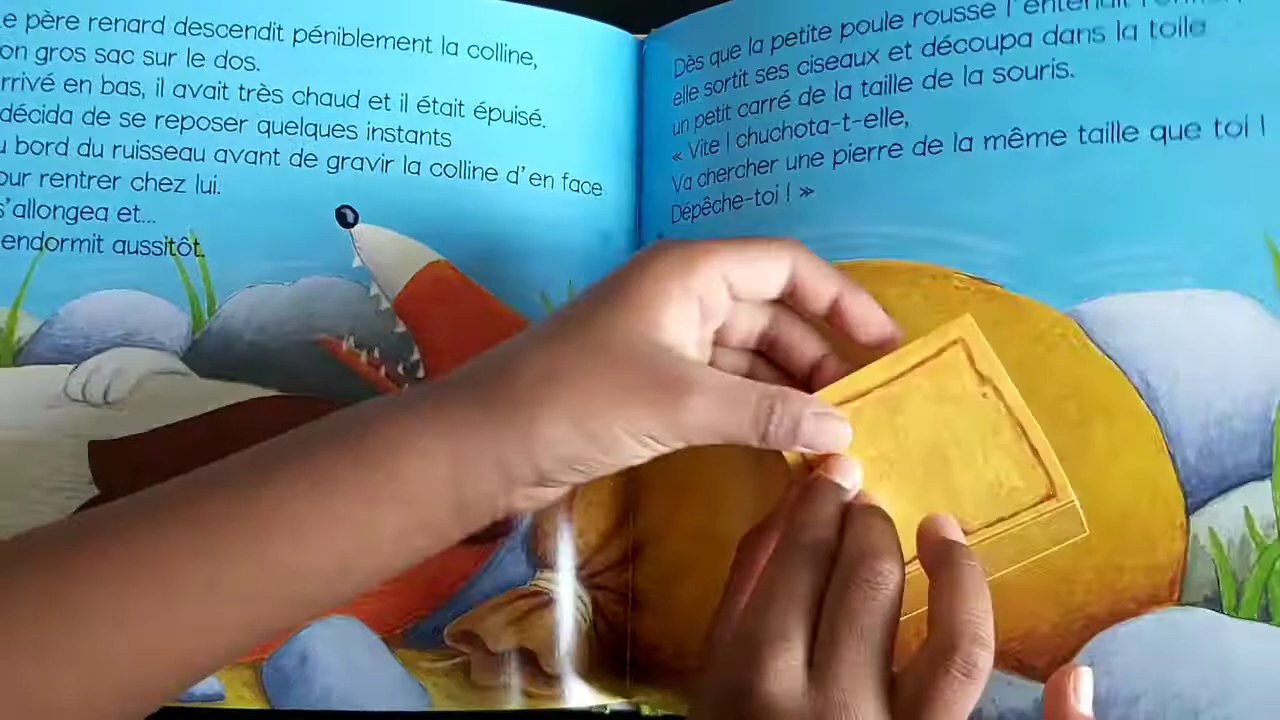 e père renard descendit péniblement la colline,
on gros sac sur le dos.
rrivé en bas, il avait très chaud et il était épuisé.
décida de se reposer quelques instants
u bord du ruisseau avant de gravir la colline d'en face
our rentrer chez lui.
s'allongea et...
endormit aussitôt.
Dès que la petite poule rousse l'entendit
elle sortit ses ciseaux et découpa dans la toile
un petit carré de la taille de la souris.
« Vite ! chuchota-t-elle,
Va chercher une pierre de la même taille que toi !
Dépêche-toi ! »